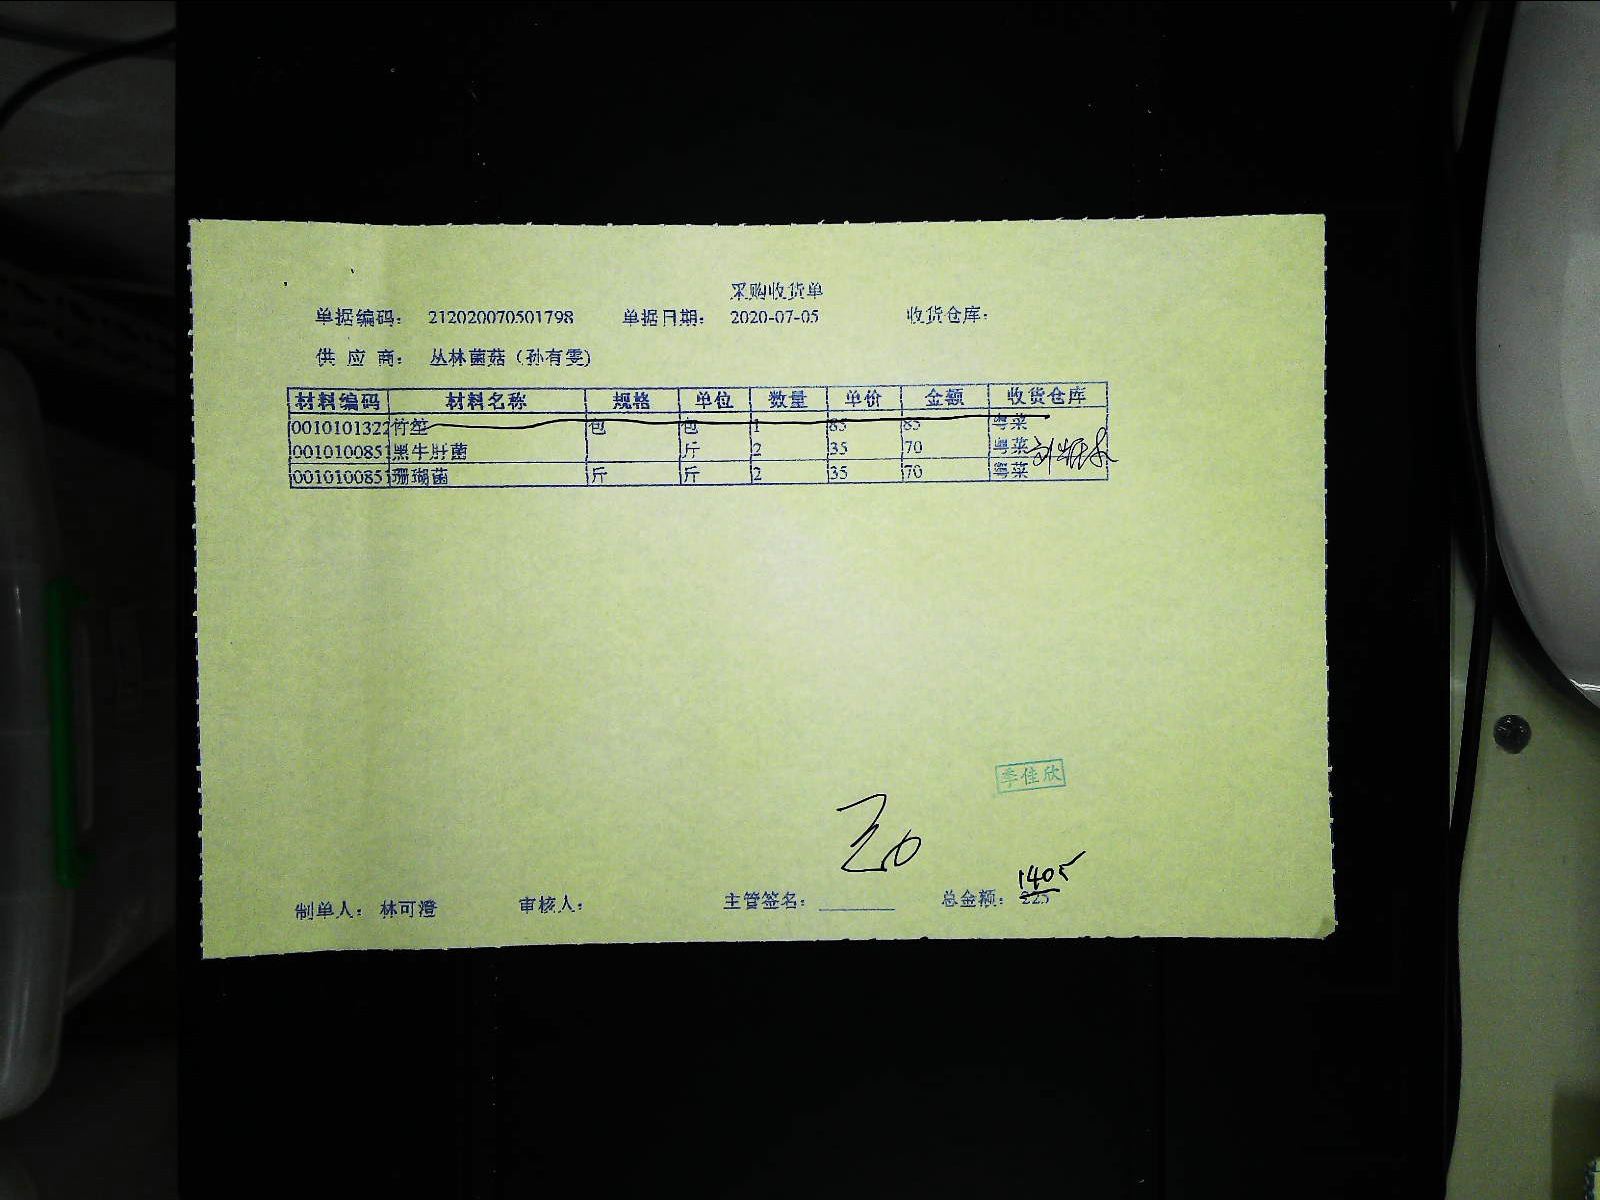 采购收货单
单据编码： 212020070501798 单据日期： 2020-07-05 收货仓库：
供 应 商： 丛林菌菇（孙有雯）
材料编码 材料名称 规格 单位 数量 单价 金额 收货仓库
0010101322 竹笙 包 包 1 85 85 粤菜
001010085 黑牛肝菌 斤 2 35 70 粤菜
001010085 珊瑚菌 斤 斤 2 35 70 粤菜
李佳欣
140
制单人： 林可澄 审核人： 主管签名： 总金额： 225